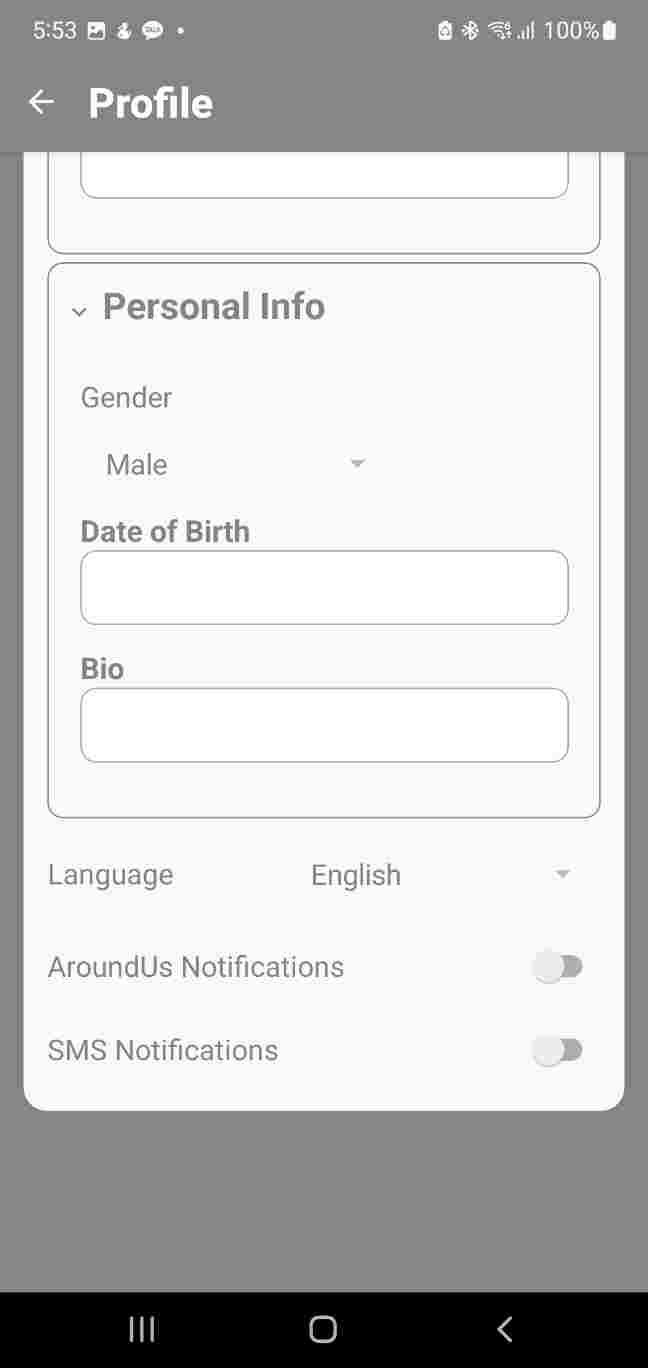 5:53 100%
Profile
Personal Info
Gender
Male
Date of Birth
Bio
Language English
AroundUs Notifications
SMS Notifications